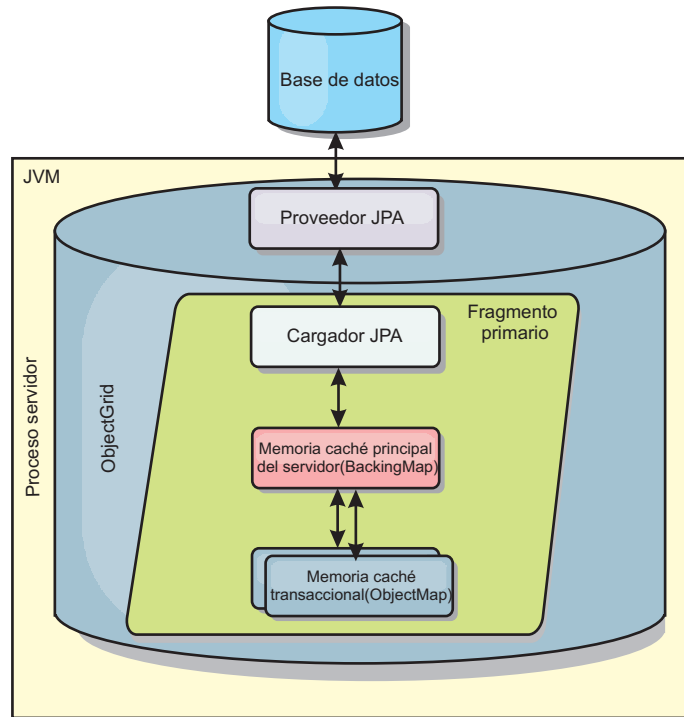 Base de datos
JVM
Proveedor JPA
Fragmento
primario
Cargador JPA
ObjectGrid
Proceso servidor
Memoria caché principal
del servidor(BackingMap)
Memoria caché
transaccional(ObjectMap)